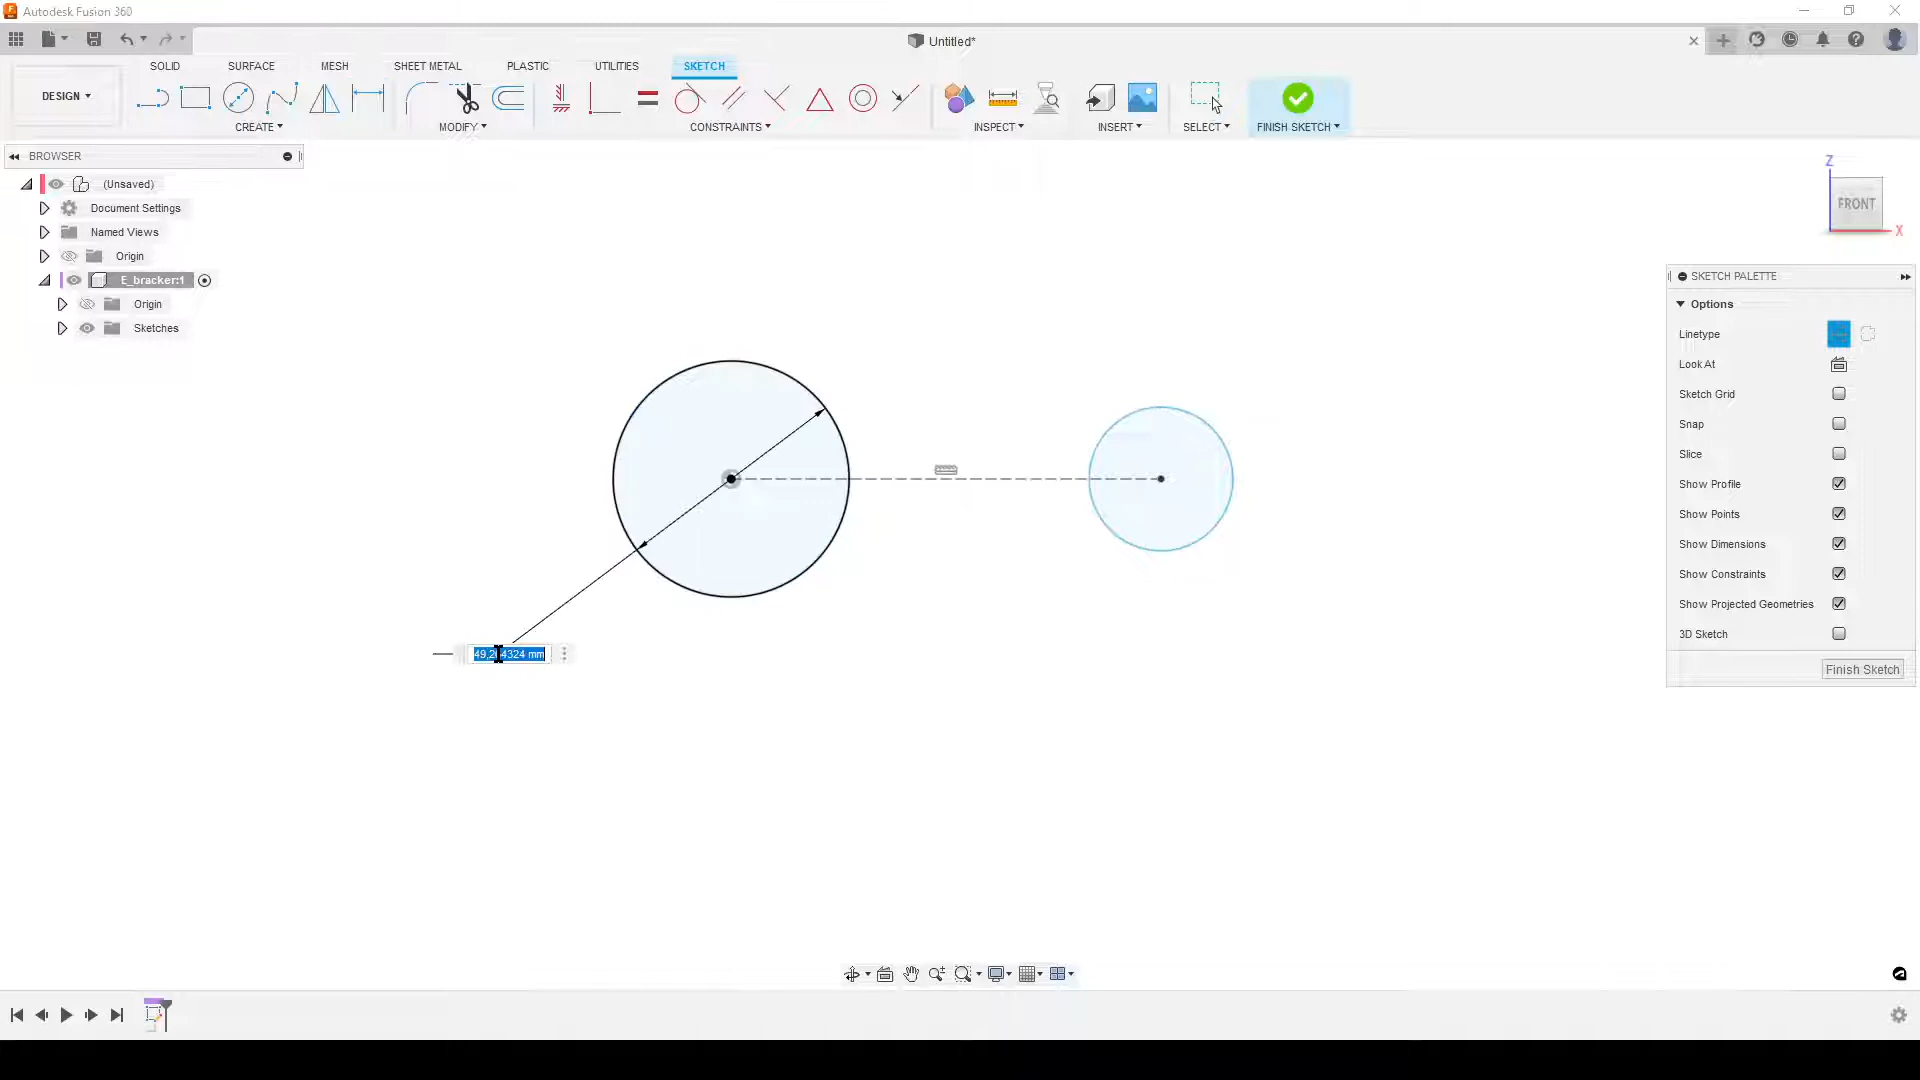 Autodesk Fusion 360
Untitled*
SOLID
SURFACE
MESH
SHEET METAL
PLASTIC
UTILITIES
SKETCH
DESIGN
CREATE
MODIFY
CONSTRAINTS
INSPECT
INSERT
SELECT
FINISH SKETCH
BROWSER
(Unsaved)
Document Settings
Named Views
Origin
E_bracker:1
Origin
Sketches
Z
FRONT
X
SKETCH PALETTE
Options
Linetype
Look At
Sketch Grid
Snap
Slice
Show Profile
Show Points
Show Dimensions
Show Constraints
Show Projected Geometries
3D Sketch
Finish Sketch
mm